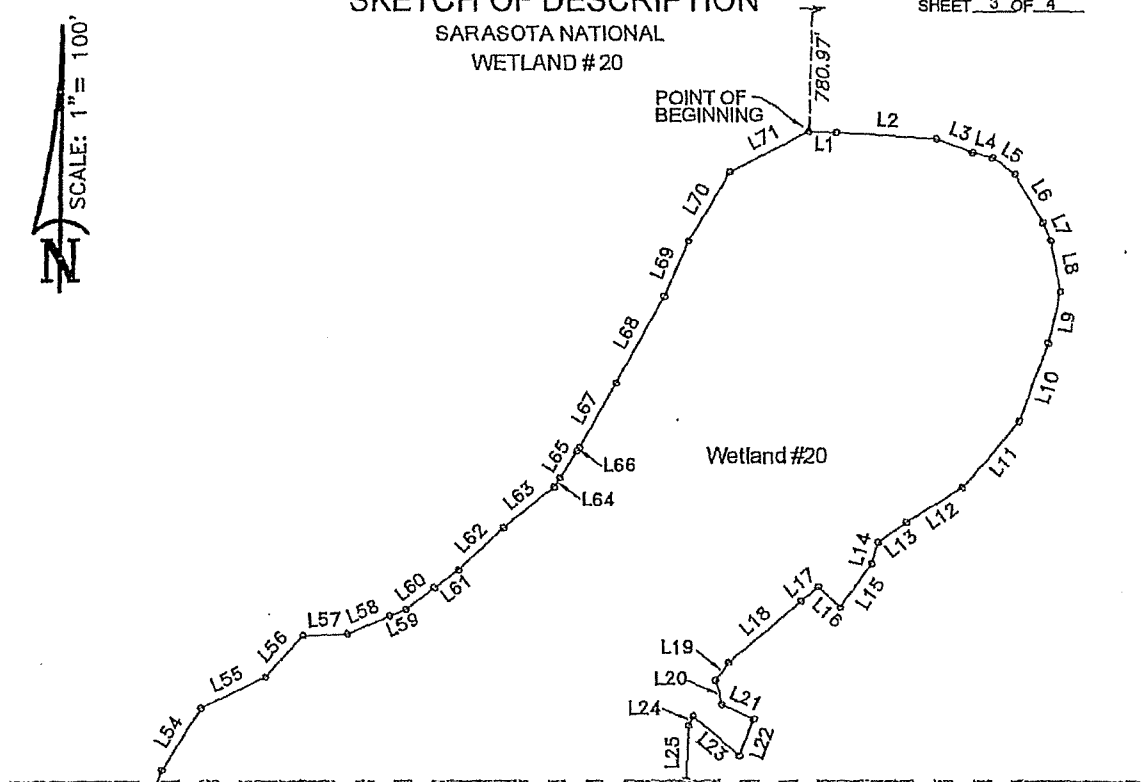 SKETCH OF DESCRIPTION
SHEET 3 OF 4
SARASOTA NATIONAL
WETLAND #20
SCALE: 1"= 100'
N
780.97'
POINT OF
BEGINNING
L1
L2
L3
L4
L5
L6
L7
L8
L9
L10
L11
L12
L13
L14
L15
L16
L17
L18
L19
L20
L21
L22
L23
L24
L25
Wetland #20
L54
L55
L56
L57
L58
L59
L60
L61
L62
L63
L64
L65
L66
L67
L68
L69
L70
L71